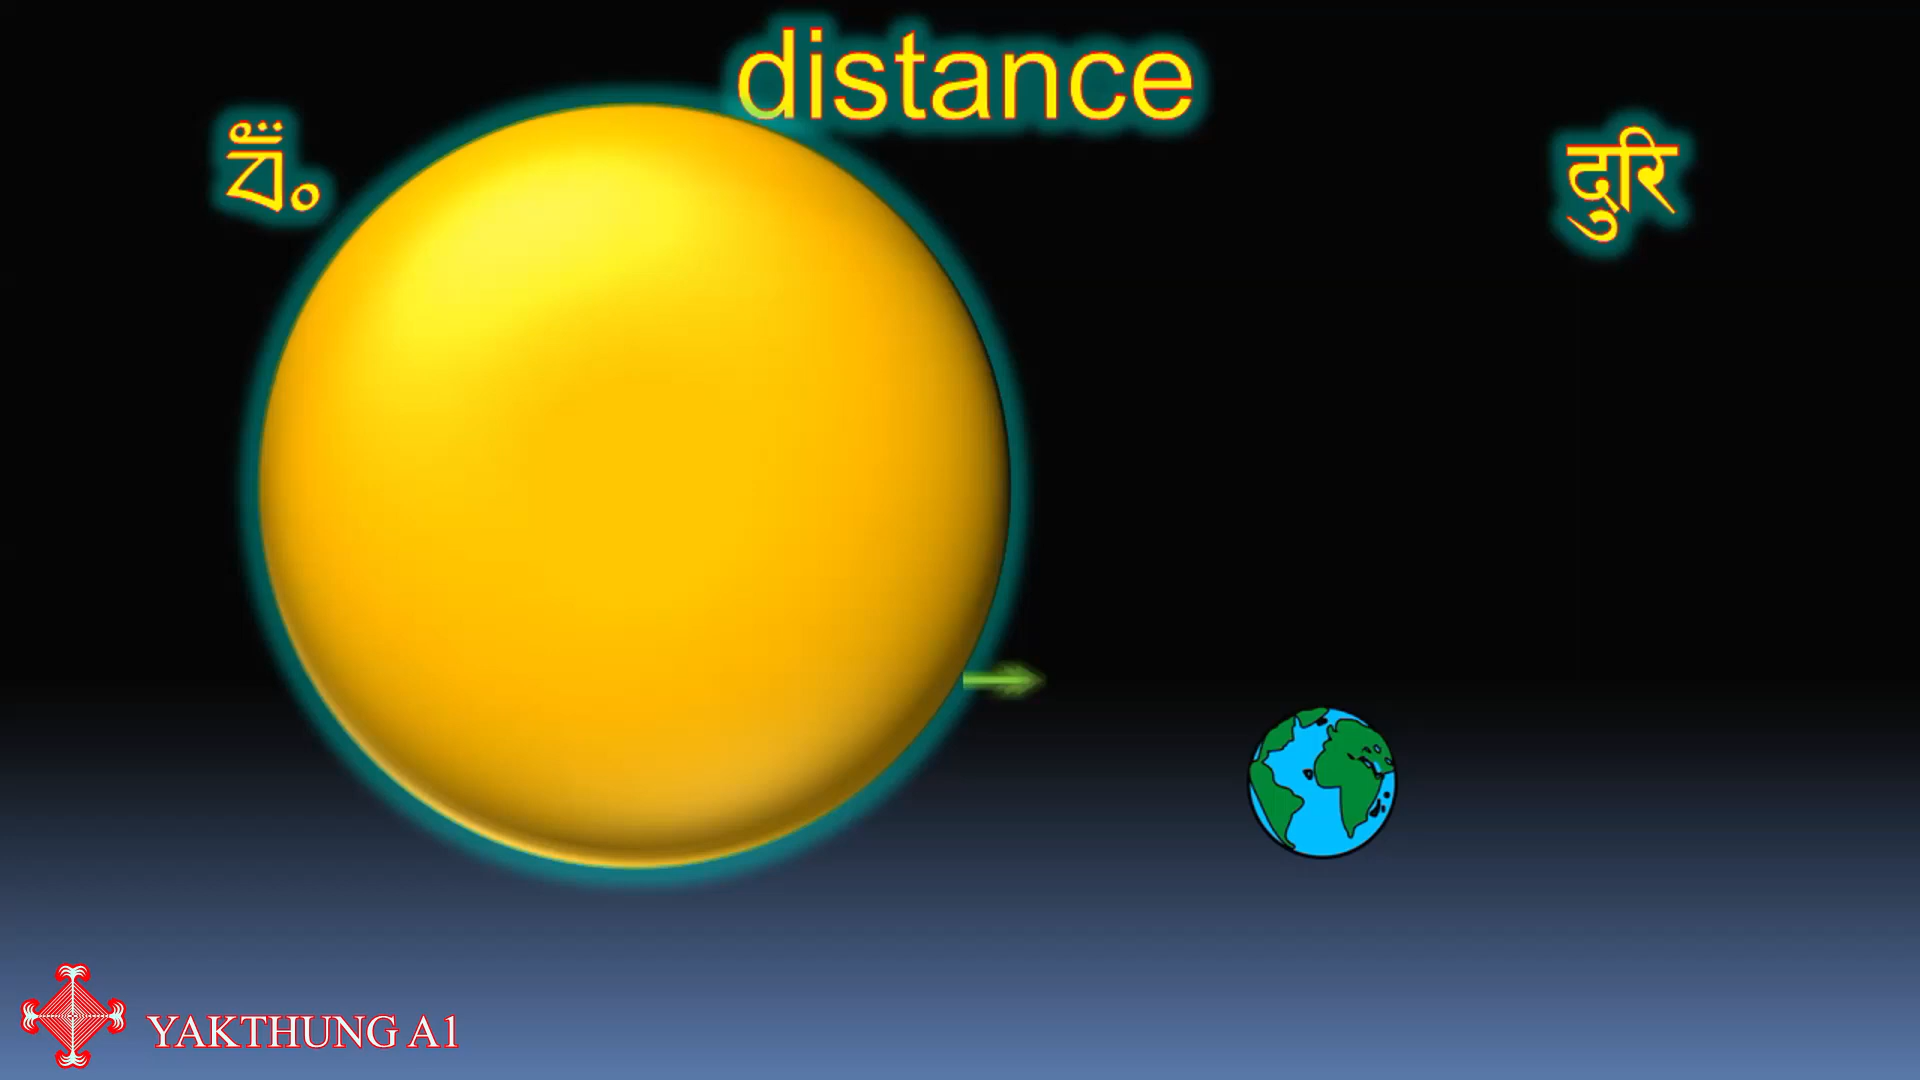 distance
दुरि
YAKTHUNG A1